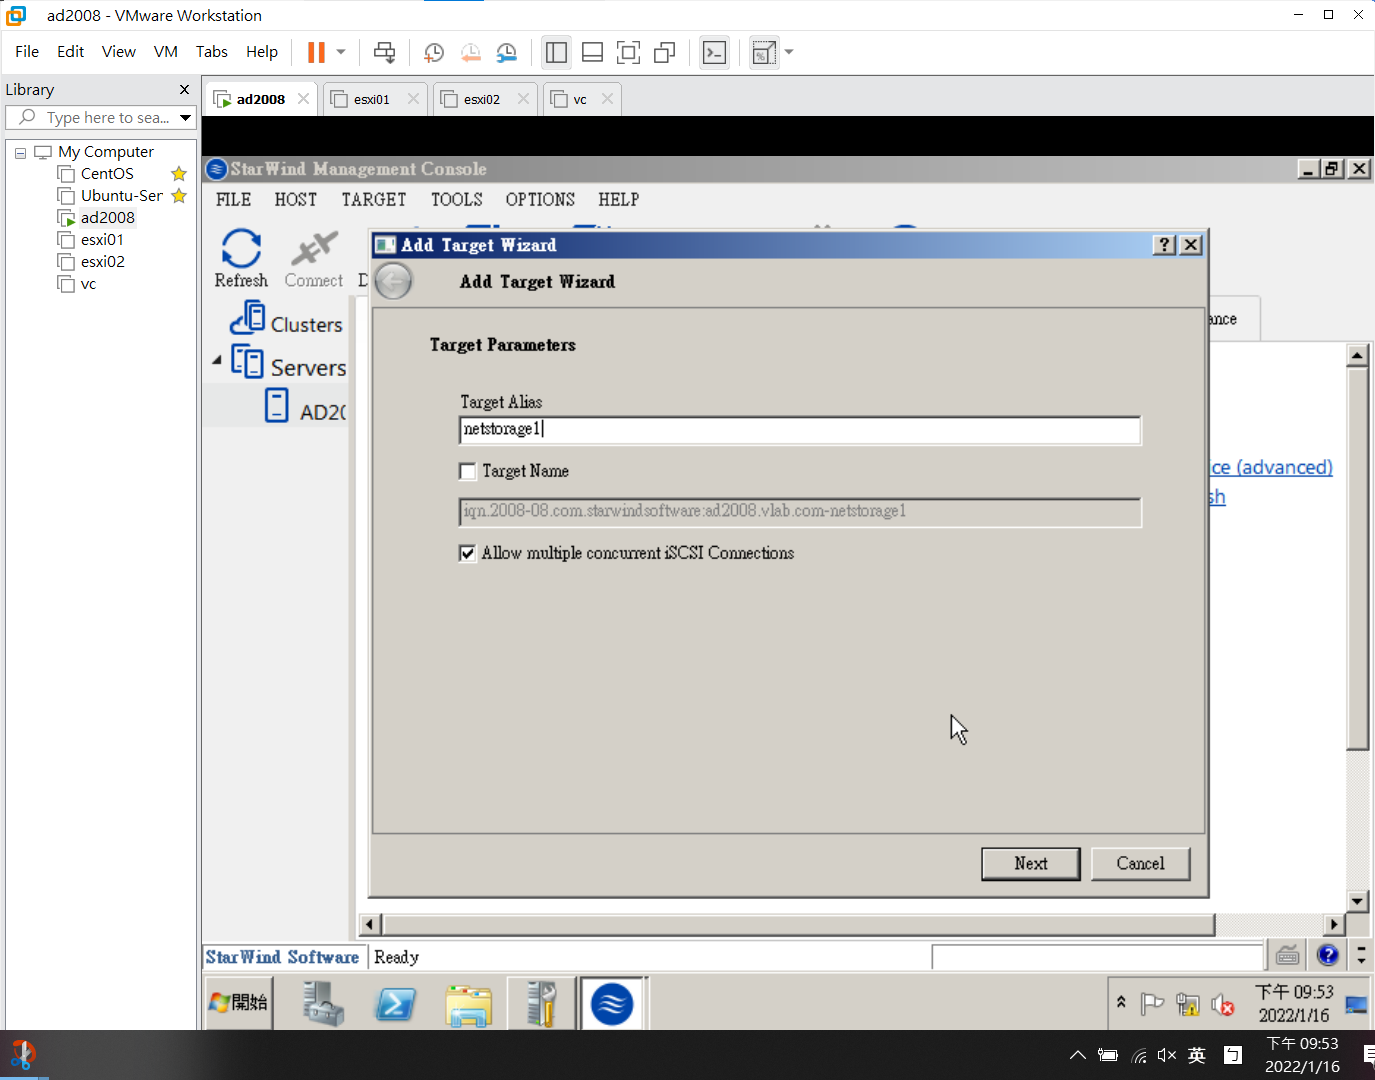 ad2008 - VMware Workstation
File Edit View VM Tabs Help
Library
Type here to sea...
My Computer
CentOS
Ubuntu-Ser
ad2008
esxi01
esxi02
vc
ad2008 esxi01 esxi02 vc
StarWind Management Console
FILE HOST TARGET TOOLS OPTIONS HELP
Refresh Connect D
Clusters
Servers
AD20
Add Target Wizard
Add Target Wizard
Target Parameters
Target Alias
netstorage1
Target Name
iqn.2008-08.com.starwindsoftware:ad2008.vlab.com-netstorage1
Allow multiple concurrent iSCSI Connections
Next Cancel
ance
ice (advanced)
sh
StarWind Software Ready
開始
下午 09:53
2022/1/16
英
下午 09:53
2022/1/16